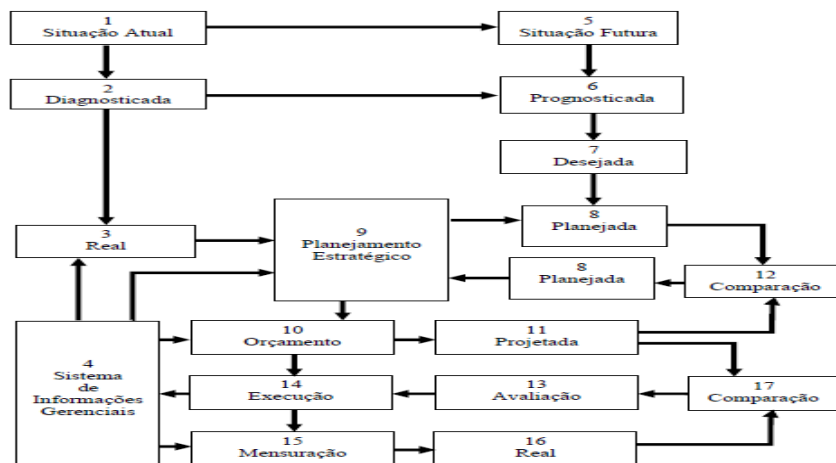 1
Situação Atual
5
Situação Futura
2
Diagnosticada
6
Prognosticada
7
Desejada
3
Real
9
Planejamento
Estratégico
8
Planejada
8
Planejada
12
Comparação
4
Sistema
de
Informações
Gerenciais
10
Orçamento
11
Projetada
14
Execução
13
Avaliação
17
Comparação
15
Mensuração
16
Real